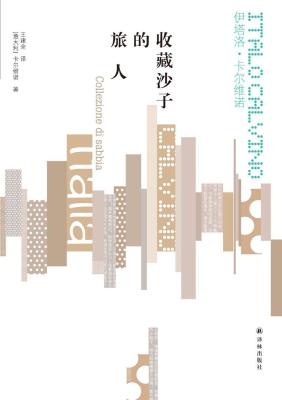 ITALO CALVINO
伊塔洛·卡尔维诺
收藏沙子
的
旅人
Collezione di sabbia
Italia
[意大利] 卡尔维诺 著
王建全 译
译林出版社